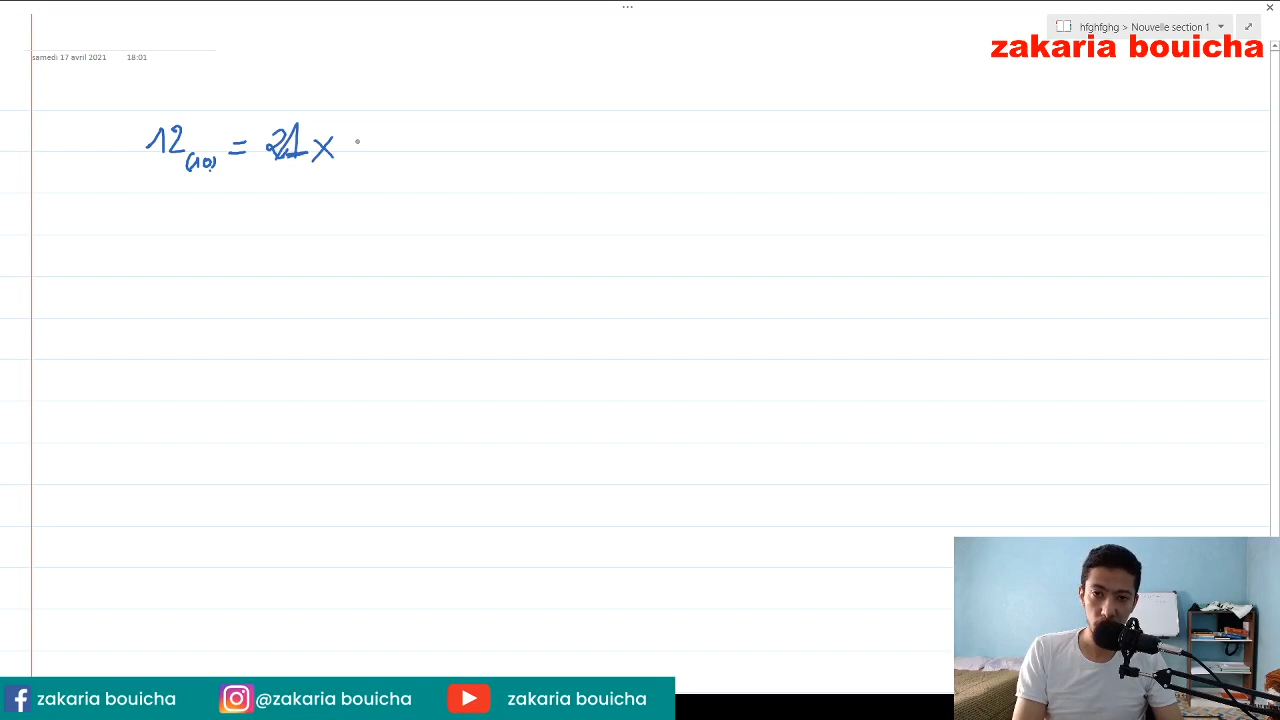 hfghfghg > Nouvelle section 1
zakaria bouicha
samedi 17 avril 2021 18:01
12(10) = 21 x
zakaria bouicha @zakaria bouicha zakaria bouicha